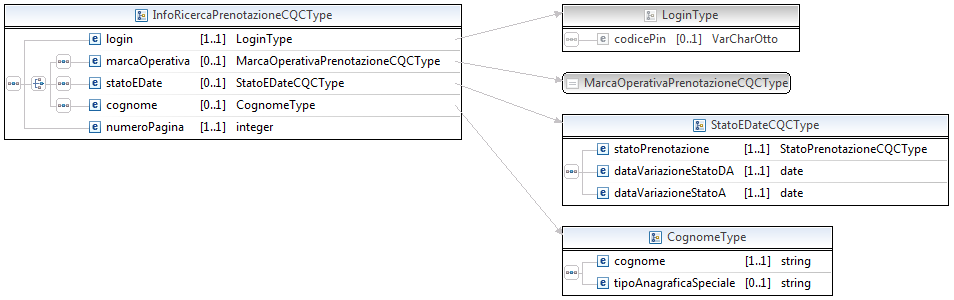 InfoRicercaPrenotazioneCQCType
e login [1..1] LoginType
e marcaOperativa [0..1] MarcaOperativaPrenotazioneCQCType
e statoEDate [0..1] StatoEDateCQCType
e cognome [0..1] CognomeType
e numeroPagina [1..1] integer
LoginType
e codicePin [0..1] VarCharOtto
MarcaOperativaPrenotazioneCQCType
StatoEDateCQCType
e statoPrenotazione [1..1] StatoPrenotazioneCQCType
e dataVariazioneStatoDA [1..1] date
e dataVariazioneStatoA [1..1] date
CognomeType
e cognome [1..1] string
e tipoAnagraficaSpeciale [0..1] string